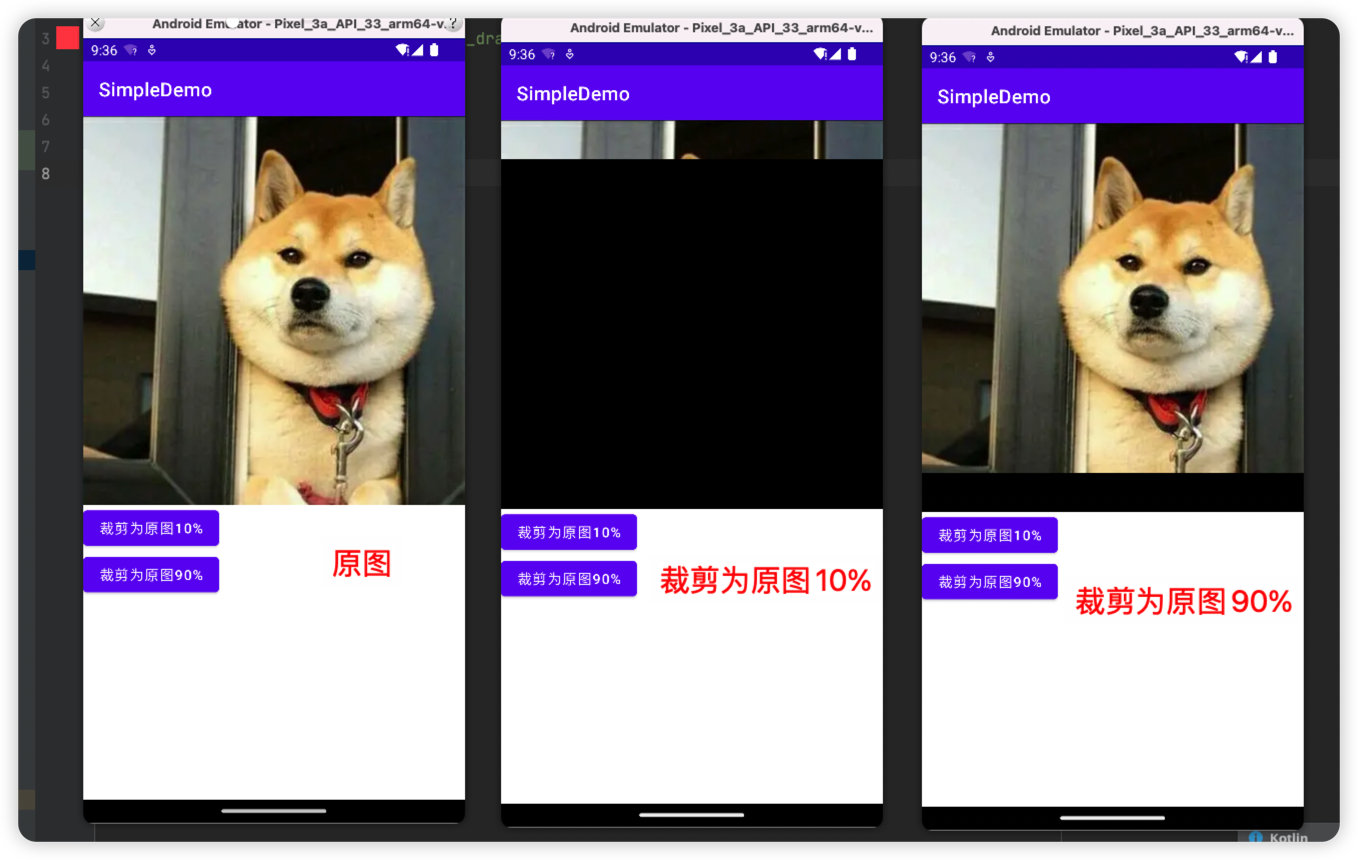 3
4
5
6
7
8
_dra
Android Emulator - Pixel_3a_API_33_arm64-v...
9:36
SimpleDemo
裁剪为原图10%
裁剪为原图90%
原图
Android Emulator - Pixel_3a_API_33_arm64-v...
9:36
SimpleDemo
裁剪为原图10%
裁剪为原图90%
裁剪为原图10%
Android Emulator - Pixel_3a_API_33_arm64-v...
9:36
SimpleDemo
裁剪为原图10%
裁剪为原图90%
裁剪为原图90%
Kotlin